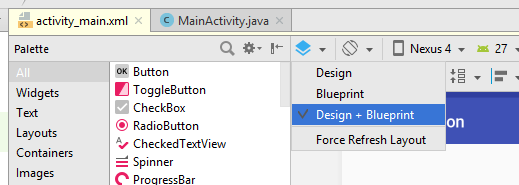 activity_main.xml
MainActivity.java
Palette
Nexus 4
27
All
Widgets
Text
Layouts
Containers
Images
OK Button
ToggleButton
CheckBox
RadioButton
CheckedTextView
Spinner
ProgressBar
Design
Blueprint
Design + Blueprint
Force Refresh Layout
on